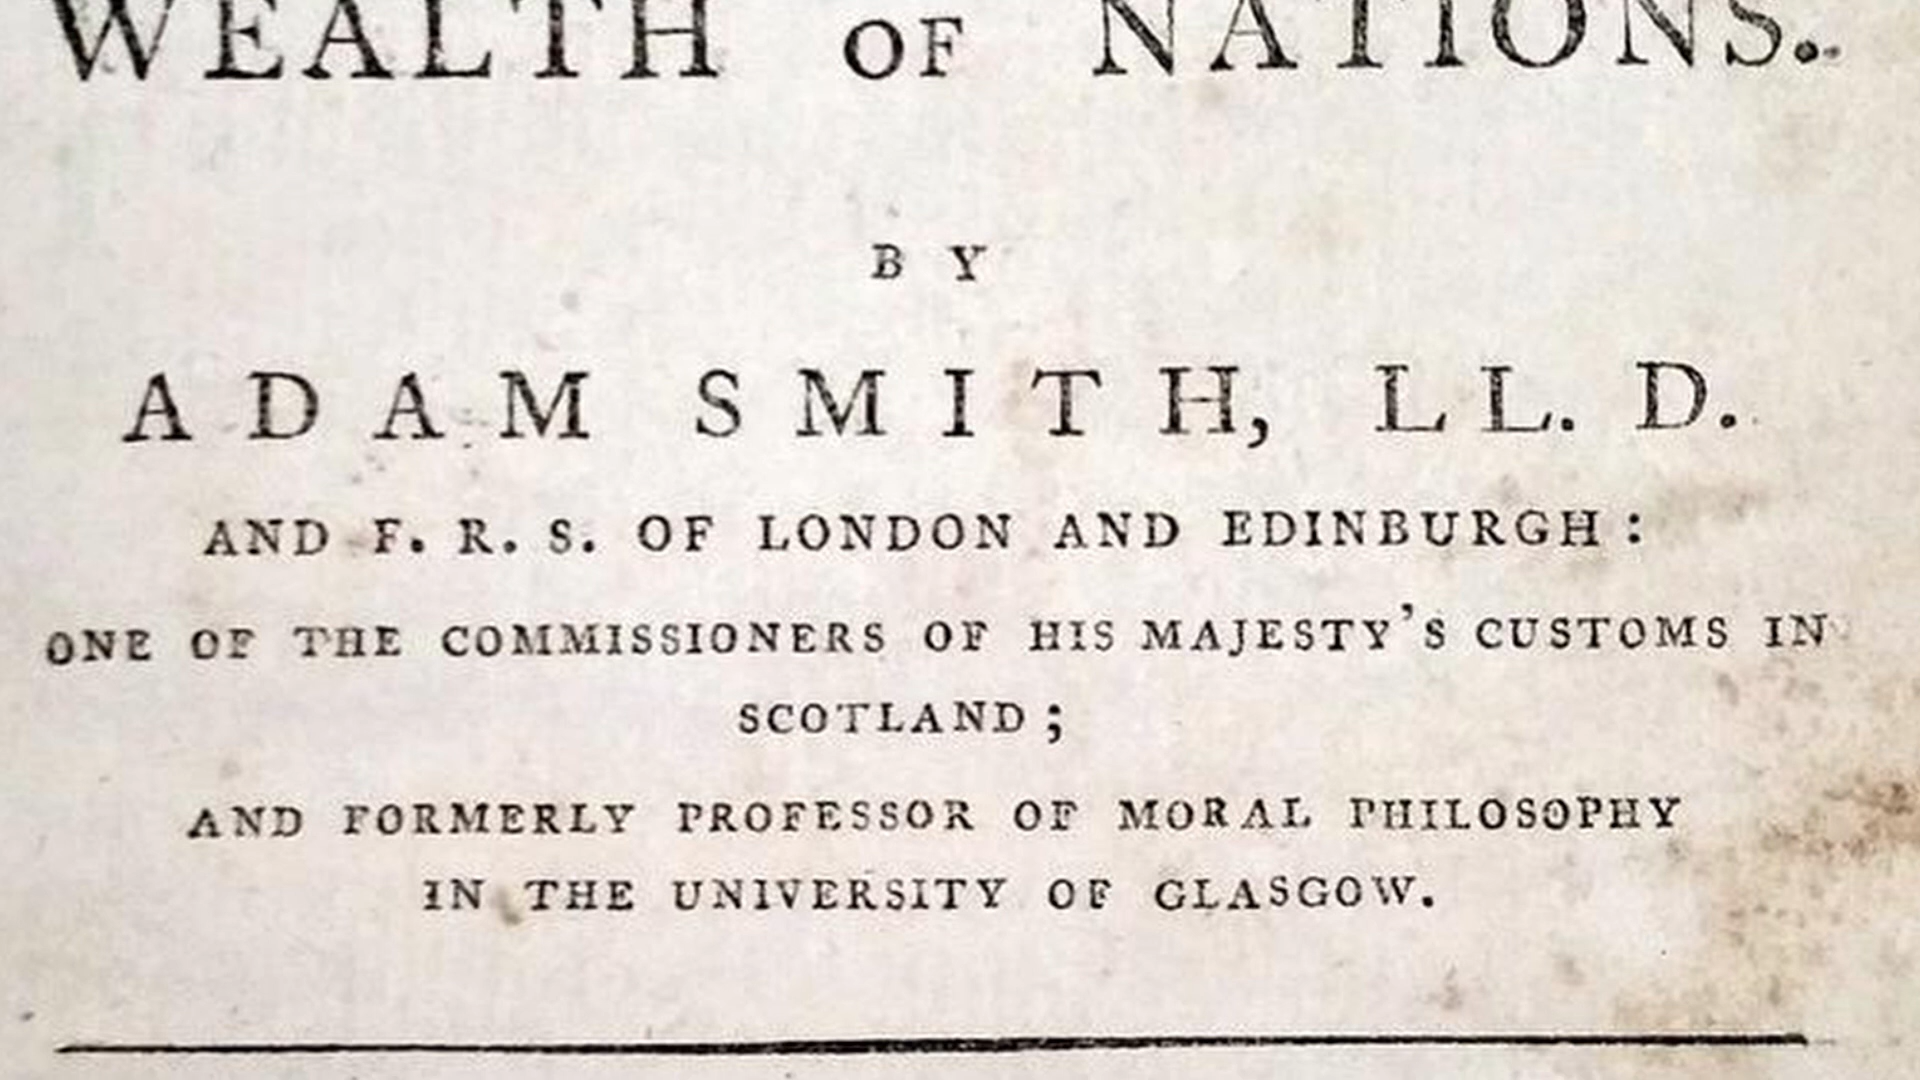 WEALTH OF NATIONS.
BY
ADAM SMITH, LL. D.
AND F. R. S. OF LONDON AND EDINBURGH :
ONE OF THE COMMISSIONERS OF HIS MAJESTY'S CUSTOMS IN
SCOTLAND ;
AND FORMERLY PROFESSOR OF MORAL PHILOSOPHY
IN THE UNIVERSITY OF GLASGOW.